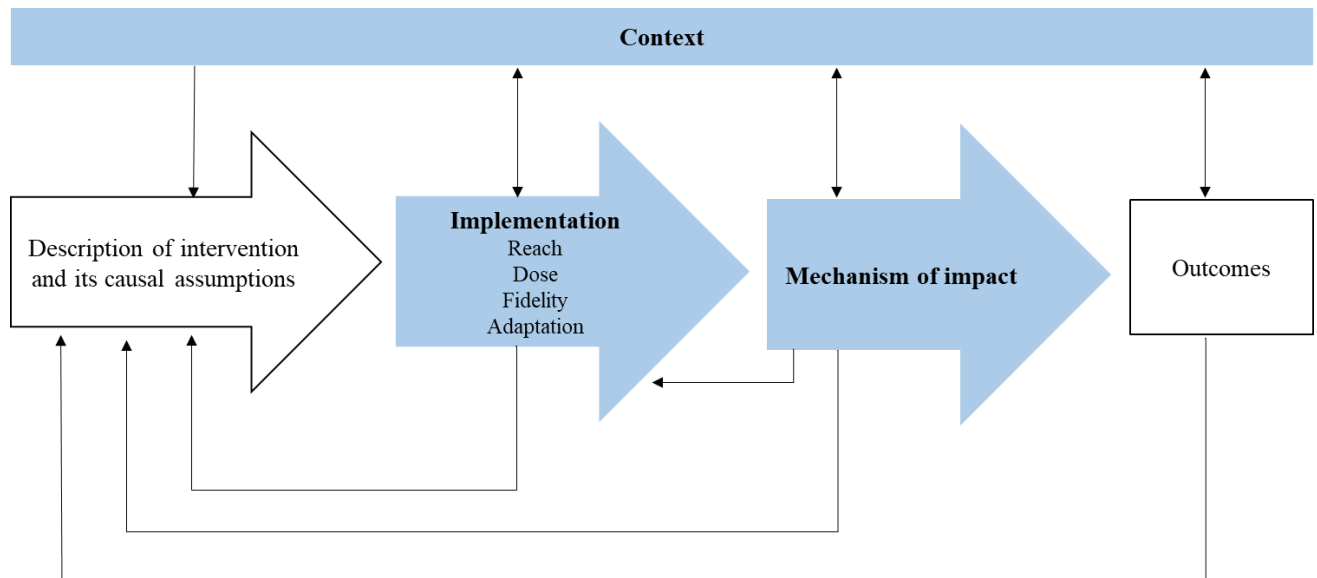 Context
Description of intervention
and its causal assumptions
Implementation
Reach
Dose
Fidelity
Adaptation
Mechanism of impact
Outcomes